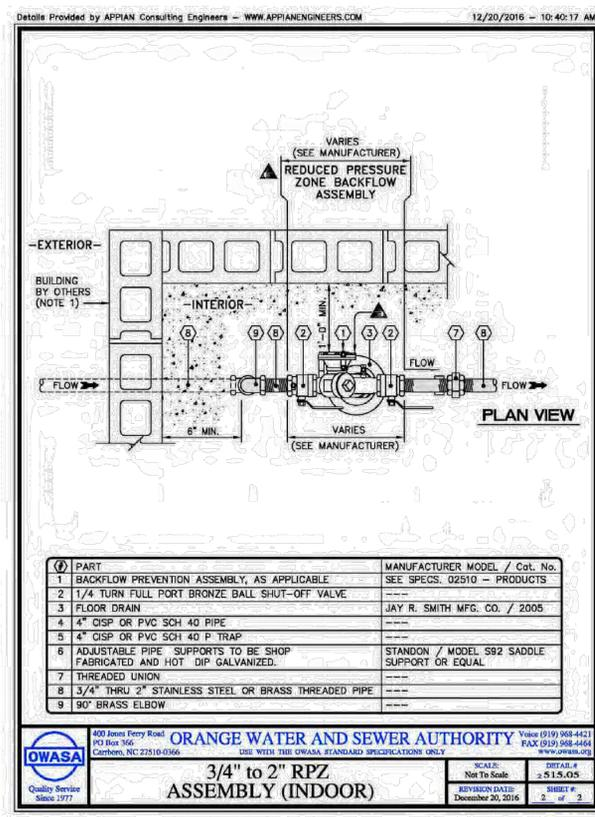 Details Provided by APPIAN Consulting Engineers – WWW.APPIANENGINEERS.COM 12/20/2016 – 10:40:17 AM
VARIES
(SEE MANUFACTURER)
REDUCED PRESSURE
ZONE BACKFLOW
ASSEMBLY
–EXTERIOR–
BUILDING
BY OTHERS
(NOTE 1)
–INTERIOR–
1'–0" MIN.
8 9 8 2 1 3 2 7 8
FLOW
FLOW
FLOW
PLAN VIEW
6" MIN.
VARIES
(SEE MANUFACTURER)
# PART MANUFACTURER MODEL / Cat. No.
1 BACKFLOW PREVENTION ASSEMBLY, AS APPLICABLE SEE SPECS. 02510 – PRODUCTS
2 1/4 TURN FULL PORT BRONZE BALL SHUT–OFF VALVE –––
3 FLOOR DRAIN JAY R. SMITH MFG. CO. / 2005
4 4" CISP OR PVC SCH 40 PIPE –––
5 4" CISP OR PVC SCH 40 P TRAP –––
6 ADJUSTABLE PIPE SUPPORTS TO BE SHOP STANDON / MODEL S92 SADDLE
FABRICATED AND HOT DIP GALVANIZED. SUPPORT OR EQUAL
7 THREADED UNION –––
8 3/4" THRU 2" STAINLESS STEEL OR BRASS THREADED PIPE –––
9 90° BRASS ELBOW –––
OWASA
Quality Service
Since 1977
400 Jones Ferry Road
PO Box 366
Carrboro, NC 27510-0366
ORANGE WATER AND SEWER AUTHORITY
USE WITH THE OWASA STANDARD SPECIFICATIONS ONLY
Voice (919) 968-4421
FAX (919) 968-4464
www.owasa.org
3/4" to 2" RPZ
ASSEMBLY (INDOOR)
SCALE:
Not To Scale
DETAIL #
515.05
REVISION DATE:
December 20, 2016
SHEET #:
2 of 2